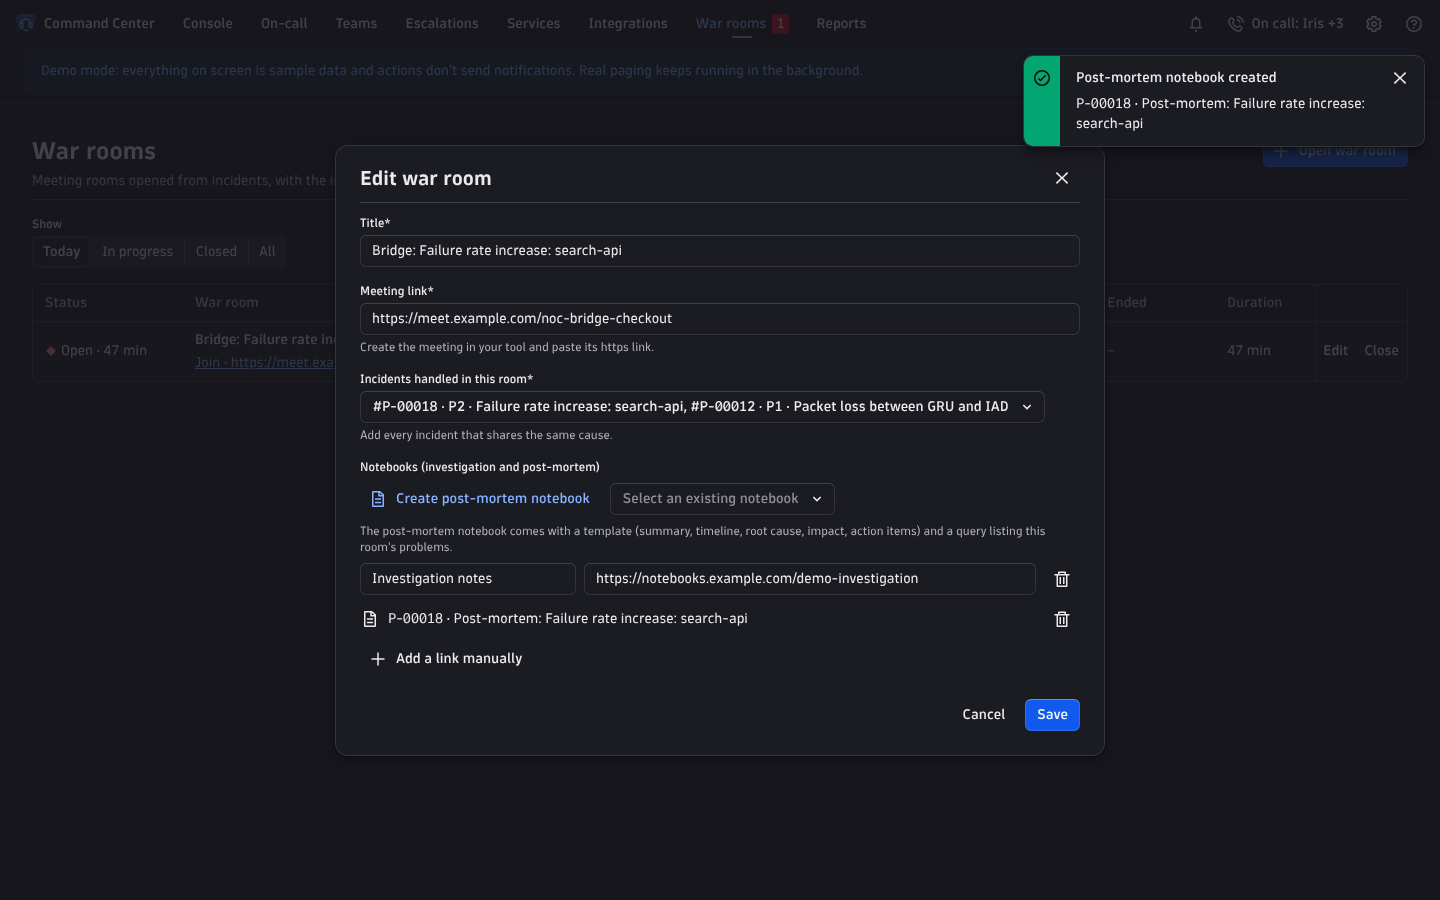 Command Center
Console
On-call
Teams
Escalations
Services
Integrations
War rooms 1
Reports
On call: Iris +3
Demo mode: everything on screen is sample data and actions don't send notifications. Real paging keeps running in the background.
Post-mortem notebook created
P-00018 · Post-mortem: Failure rate increase:
search-api
War rooms
Meeting rooms opened from incidents, with the i
Open war room
Show
Today
In progress
Closed
All
Status
War room
Ended
Duration
Open · 47 min
Bridge: Failure rate in
Join · https://meet.exa
–
47 min
Edit
Close
Edit war room
Title*
Bridge: Failure rate increase: search-api
Meeting link*
https://meet.example.com/noc-bridge-checkout
Create the meeting in your tool and paste its https link.
Incidents handled in this room*
#P-00018 · P2 · Failure rate increase: search-api, #P-00012 · P1 · Packet loss between GRU and IAD
Add every incident that shares the same cause.
Notebooks (investigation and post-mortem)
Create post-mortem notebook
Select an existing notebook
The post-mortem notebook comes with a template (summary, timeline, root cause, impact, action items) and a query listing this
room's problems.
Investigation notes
https://notebooks.example.com/demo-investigation
P-00018 · Post-mortem: Failure rate increase: search-api
Add a link manually
Cancel
Save